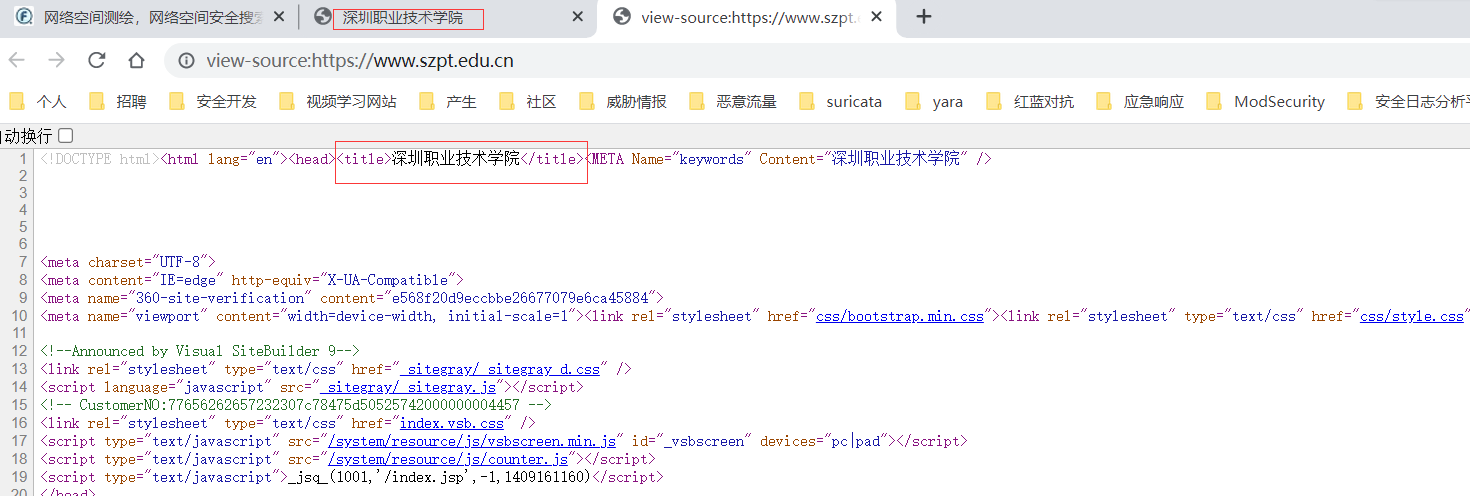 网络空间测绘，网络空间安全搜索
深圳职业技术学院
view-source:https://www.szpt.e
view-source:https://www.szpt.edu.cn
个人 招聘 安全开发 视频学习网站 产生 社区 威胁情报 恶意流量 suricata yara 红蓝对抗 应急响应 ModSecurity 安全日志分析平
自动换行
1 <!DOCTYPE html><html lang="en"><head><title>深圳职业技术学院</title><META Name="keywords" Content="深圳职业技术学院" />
2
3
4
5
6
7 <meta charset="UTF-8">
8 <meta content="IE=edge" http-equiv="X-UA-Compatible">
9 <meta name="360-site-verification" content="e568f20d9eccbbe26677079e6ca45884">
10 <meta name="viewport" content="width=device-width, initial-scale=1"><link rel="stylesheet" href="css/bootstrap.min.css"><link rel="stylesheet" type="text/css" href="css/style.css"
11
12 <!--Announced by Visual SiteBuilder 9-->
13 <link rel="stylesheet" type="text/css" href="_sitegray/_sitegray_d.css" />
14 <script language="javascript" src="_sitegray/_sitegray.js"></script>
15 <!-- CustomerNO:77656262657232307c78475d50525742000000004457 -->
16 <link rel="stylesheet" type="text/css" href="index.vsb.css" />
17 <script type="text/javascript" src="/system/resource/js/vsbscreen.min.js" id="_vsbscreen" devices="pc|pad"></script>
18 <script type="text/javascript" src="/system/resource/js/counter.js"></script>
19 <script type="text/javascript">_jsq_(1001,'/index.jsp',-1,1409161160)</script>
20 </head>